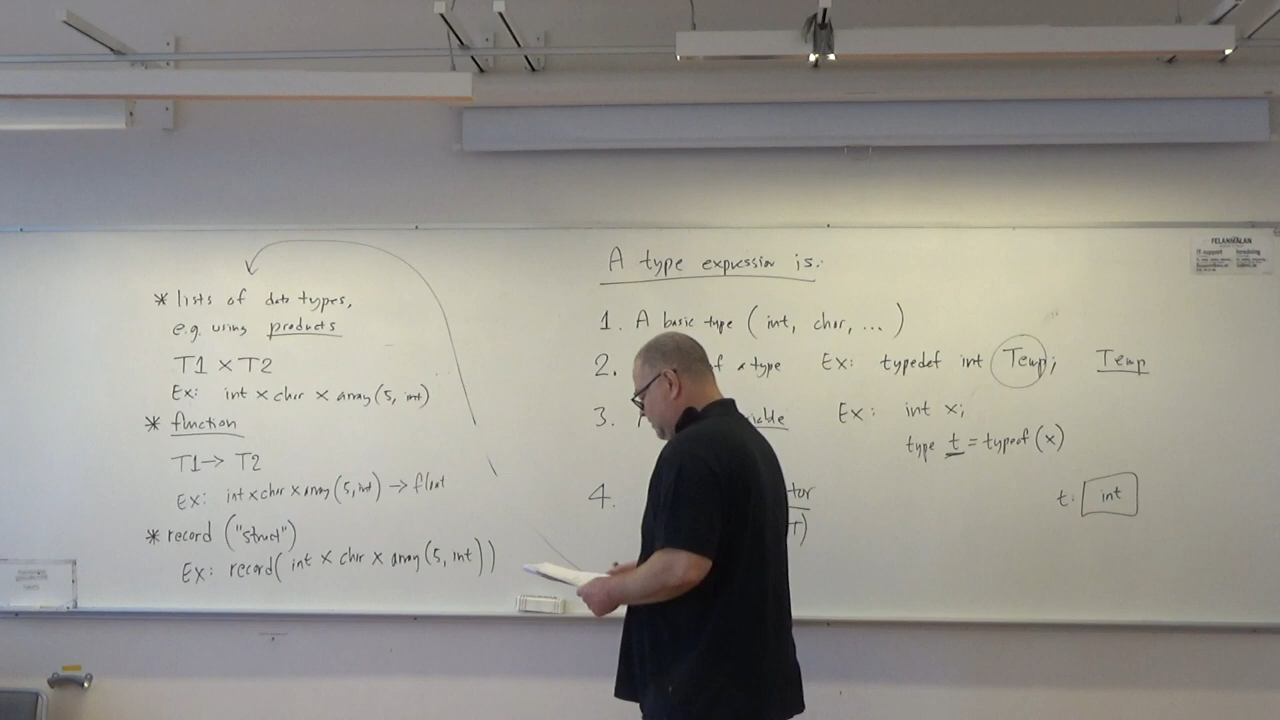 A type expression is:
1. A basic type (int, char, ...)
2. f a type Ex: typedef int Temp; Temp
3. iable Ex: int x;
type t = typeof(x)
4. tor t: int
T)
* lists of data types,
e.g. using products
T1 × T2
Ex: int × char × array(5, int)
* function
T1 → T2
Ex: int × char × array(5, int) → float
* record ("struct")
Ex: record( int × char × array(5, int))
FELANMÄLAN
IT-support